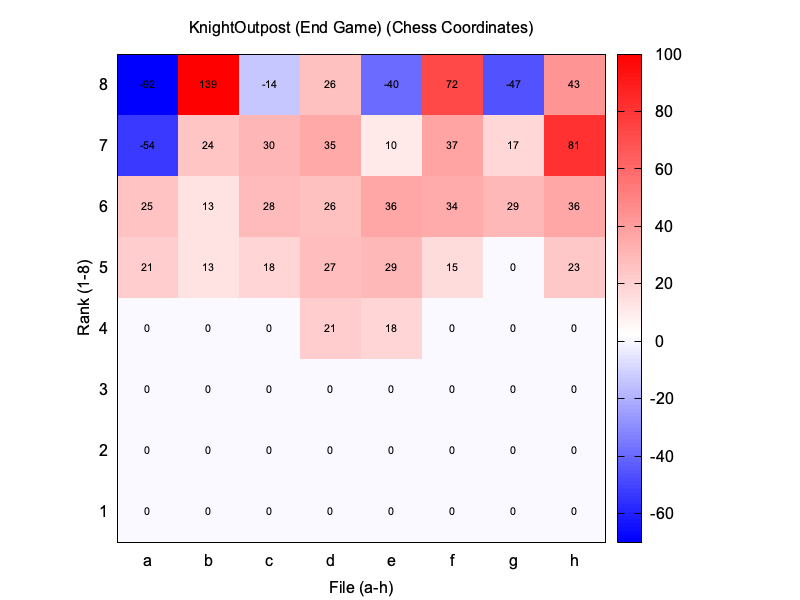 KnightOutpost (End Game) (Chess Coordinates)
8 -92 139 -14 26 -40 72 -47 43
7 -54 24 30 35 10 37 17 81
6 25 13 28 26 36 34 29 36
5 21 13 18 27 29 15 0 23
4 0 0 0 21 18 0 0 0
3 0 0 0 0 0 0 0 0
2 0 0 0 0 0 0 0 0
1 0 0 0 0 0 0 0 0
a b c d e f g h
File (a-h)
Rank (1-8)
100
80
60
40
20
0
-20
-40
-60